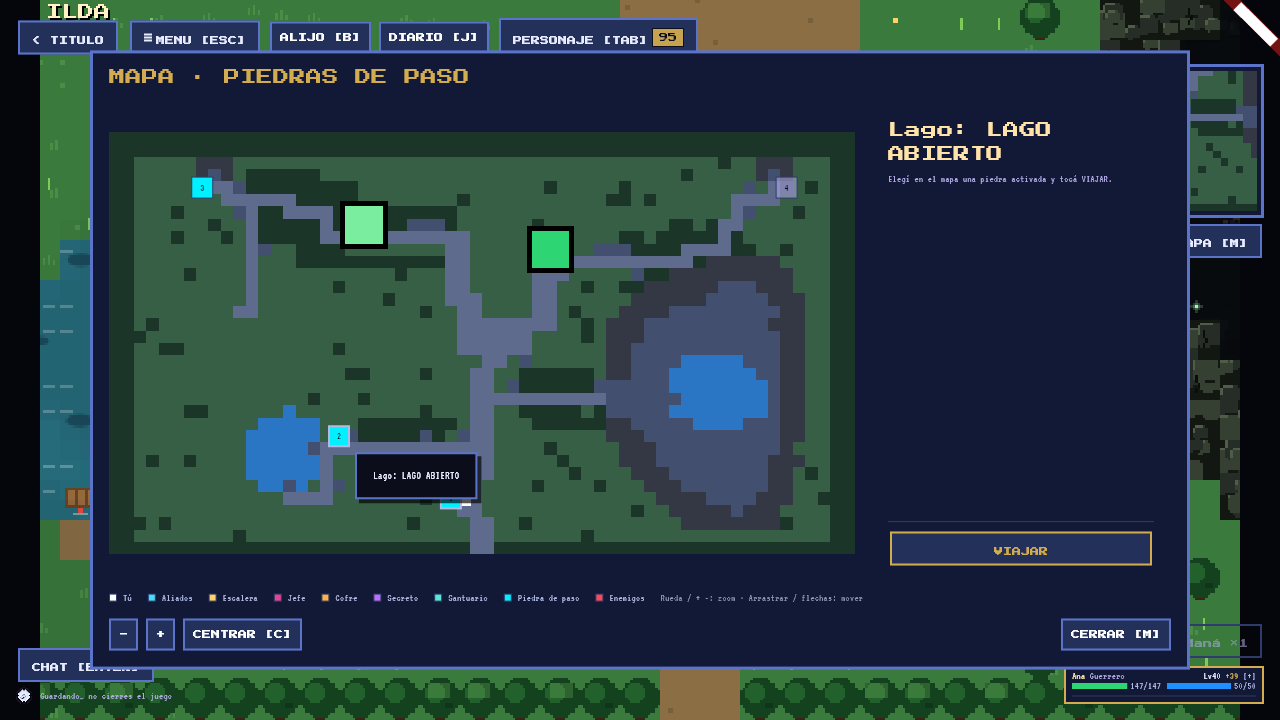 ILDA
< TITULO
≡MENU [ESC]
ALIJO [B]
DIARIO [J]
PERSONAJE [TAB] 95
MAPA · PIEDRAS DE PASO
Lago: LAGO
ABIERTO
Elegí en el mapa una piedra activada y tocá VIAJAR.
3
4
2
Lago: LAGO ABIERTO
APA [M]
VIAJAR
Tú
Aliados
Escalera
Jefe
Cofre
Secreto
Santuario
Piedra de paso
Enemigos
Rueda / + -: zoom · Arrastrar / flechas: mover
-
+
CENTRAR [C]
CERRAR [M]
Maná ×1
CHAT [E
Guardando… no cierres el juego
Ana Guerrero
Lv40 +39 [+]
147/147
50/50